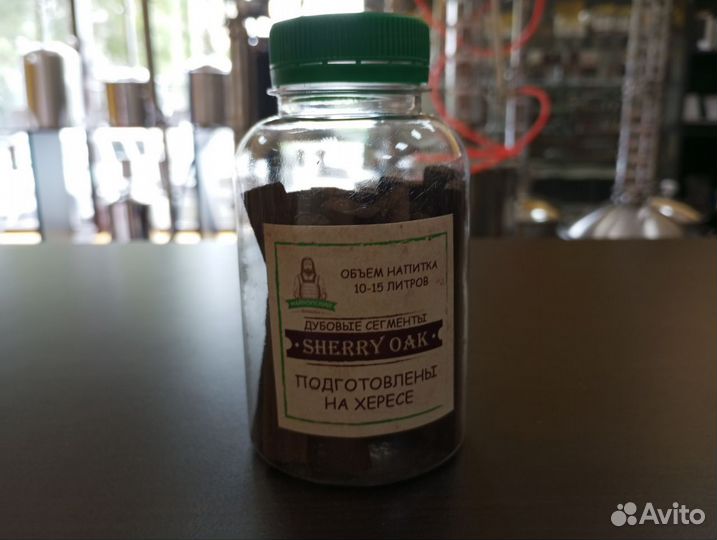 ОБЪЕМ НАПИТКА
10-15 ЛИТРОВ
ДУБОВЫЕ СЕГМЕНТЫ
· SHERRY OAK ·
ПОДГОТОВЛЕНЫ
НА ХЕРЕСЕ
Avito